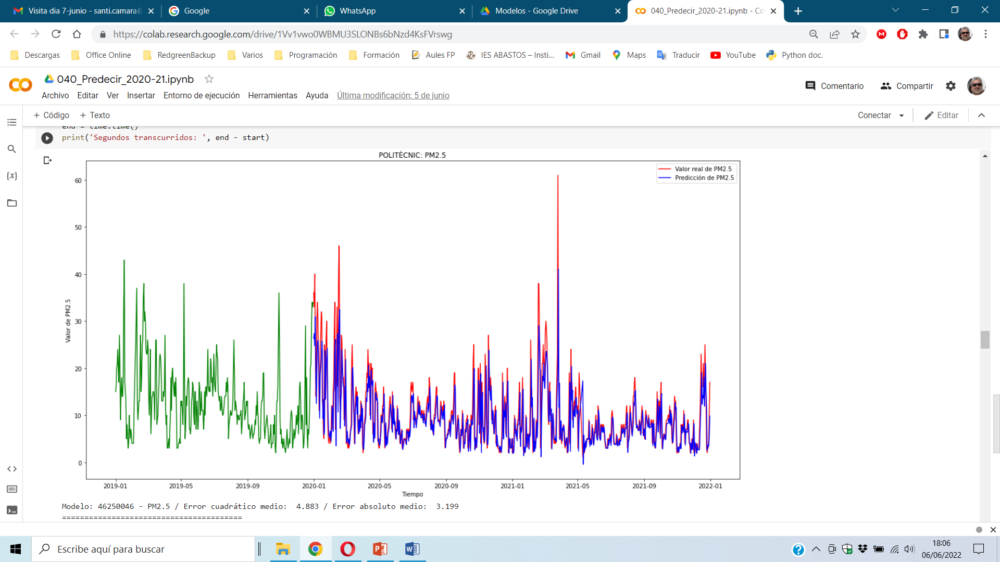 Visita dia 7-junio - santi.camara@
Google
WhatsApp
Modelos - Google Drive
040_Predecir_2020-21.ipynb - Co
https://colab.research.google.com/drive/1Vv1vwo0WBMU3SLONBs6bNzd4KsFVrswg
Descargas
Office Online
RedgreenBackup
Varios
Programación
Formación
Aules FP
IES ABASTOS – Insti...
Gmail
Maps
Traducir
YouTube
Python doc.
040_Predecir_2020-21.ipynb
Comentario
Compartir
Archivo Editar Ver Insertar Entorno de ejecución Herramientas Ayuda Última modificación: 5 de junio
+ Código + Texto
Conectar
Editar
end = time.time()
print('Segundos transcurridos: ', end - start)
POLITÈCNIC: PM2.5
Valor real de PM2.5
Predicción de PM2.5
60
50
40
30
20
10
0
Valor de PM2.5
2019-01 2019-05 2019-09 2020-01 2020-05 2020-09 2021-01 2021-05 2021-09 2022-01
Tiempo
Modelo: 46250046 - PM2.5 / Error cuadrático medio:  4.883 / Error absoluto medio:  3.199
========================================
Escribe aquí para buscar
18:06
06/06/2022